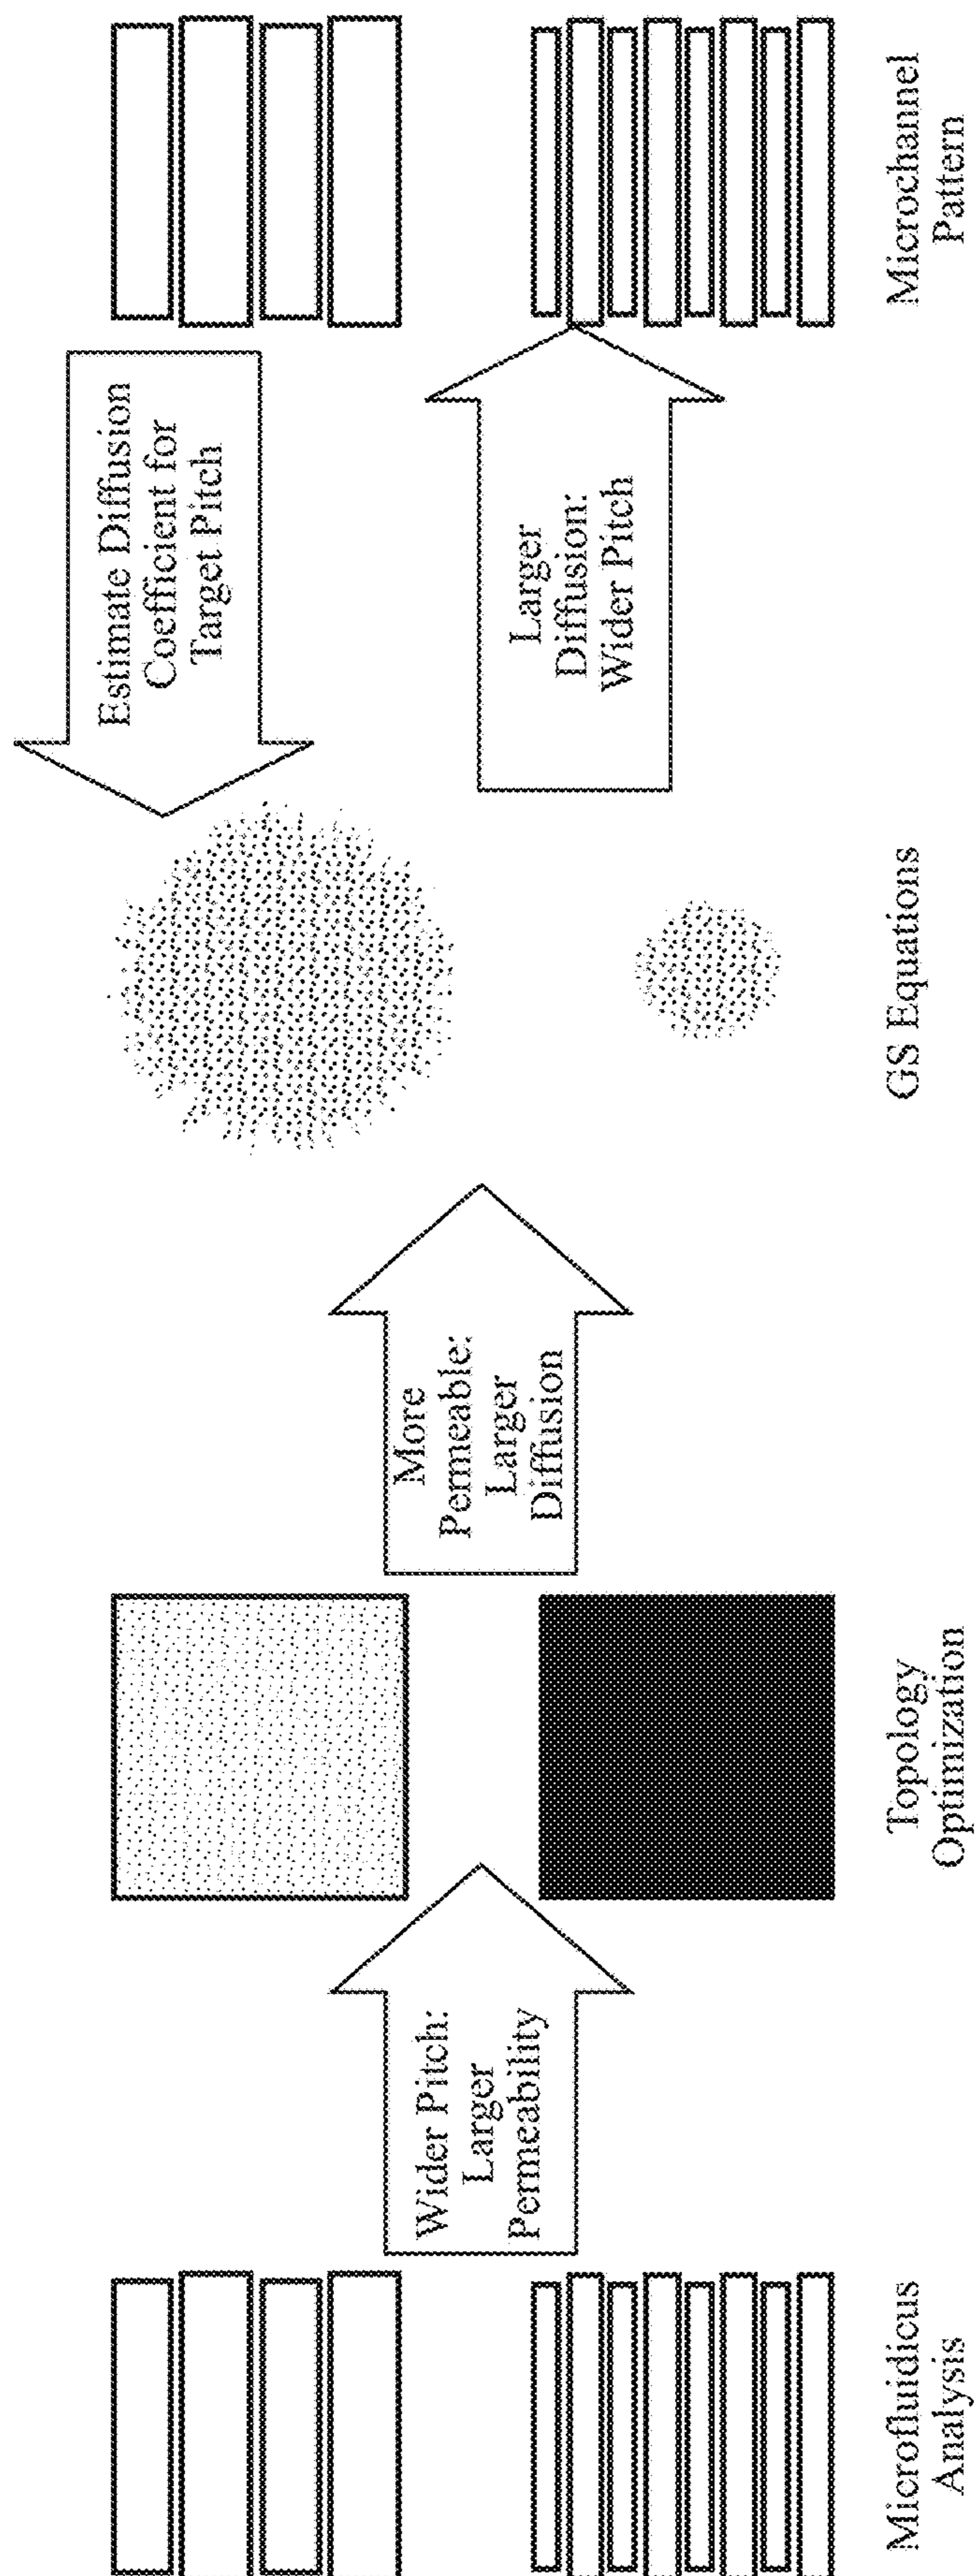 Microfluidicus
Analysis
Wider Pitch:
Larger
Permeability
Topology
Optimization
More
Permeable:
Larger
Diffusion
GS Equations
Estimate Diffusion
Coefficient for
Target Pitch
Larger
Diffusion:
Wider Pitch
Microchannel
Pattern